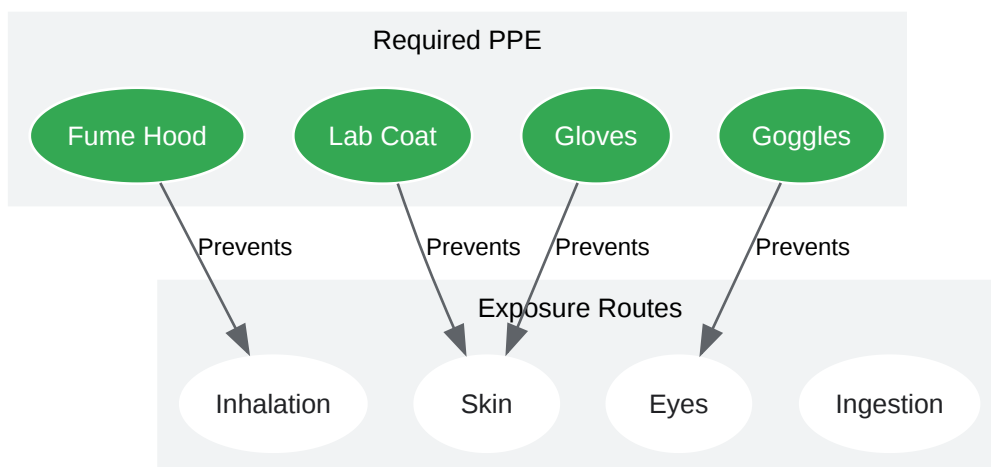 Required PPE
Fume Hood
Lab Coat
Gloves
Goggles
Prevents
Prevents
Prevents
Prevents
Exposure Routes
Inhalation
Skin
Eyes
Ingestion